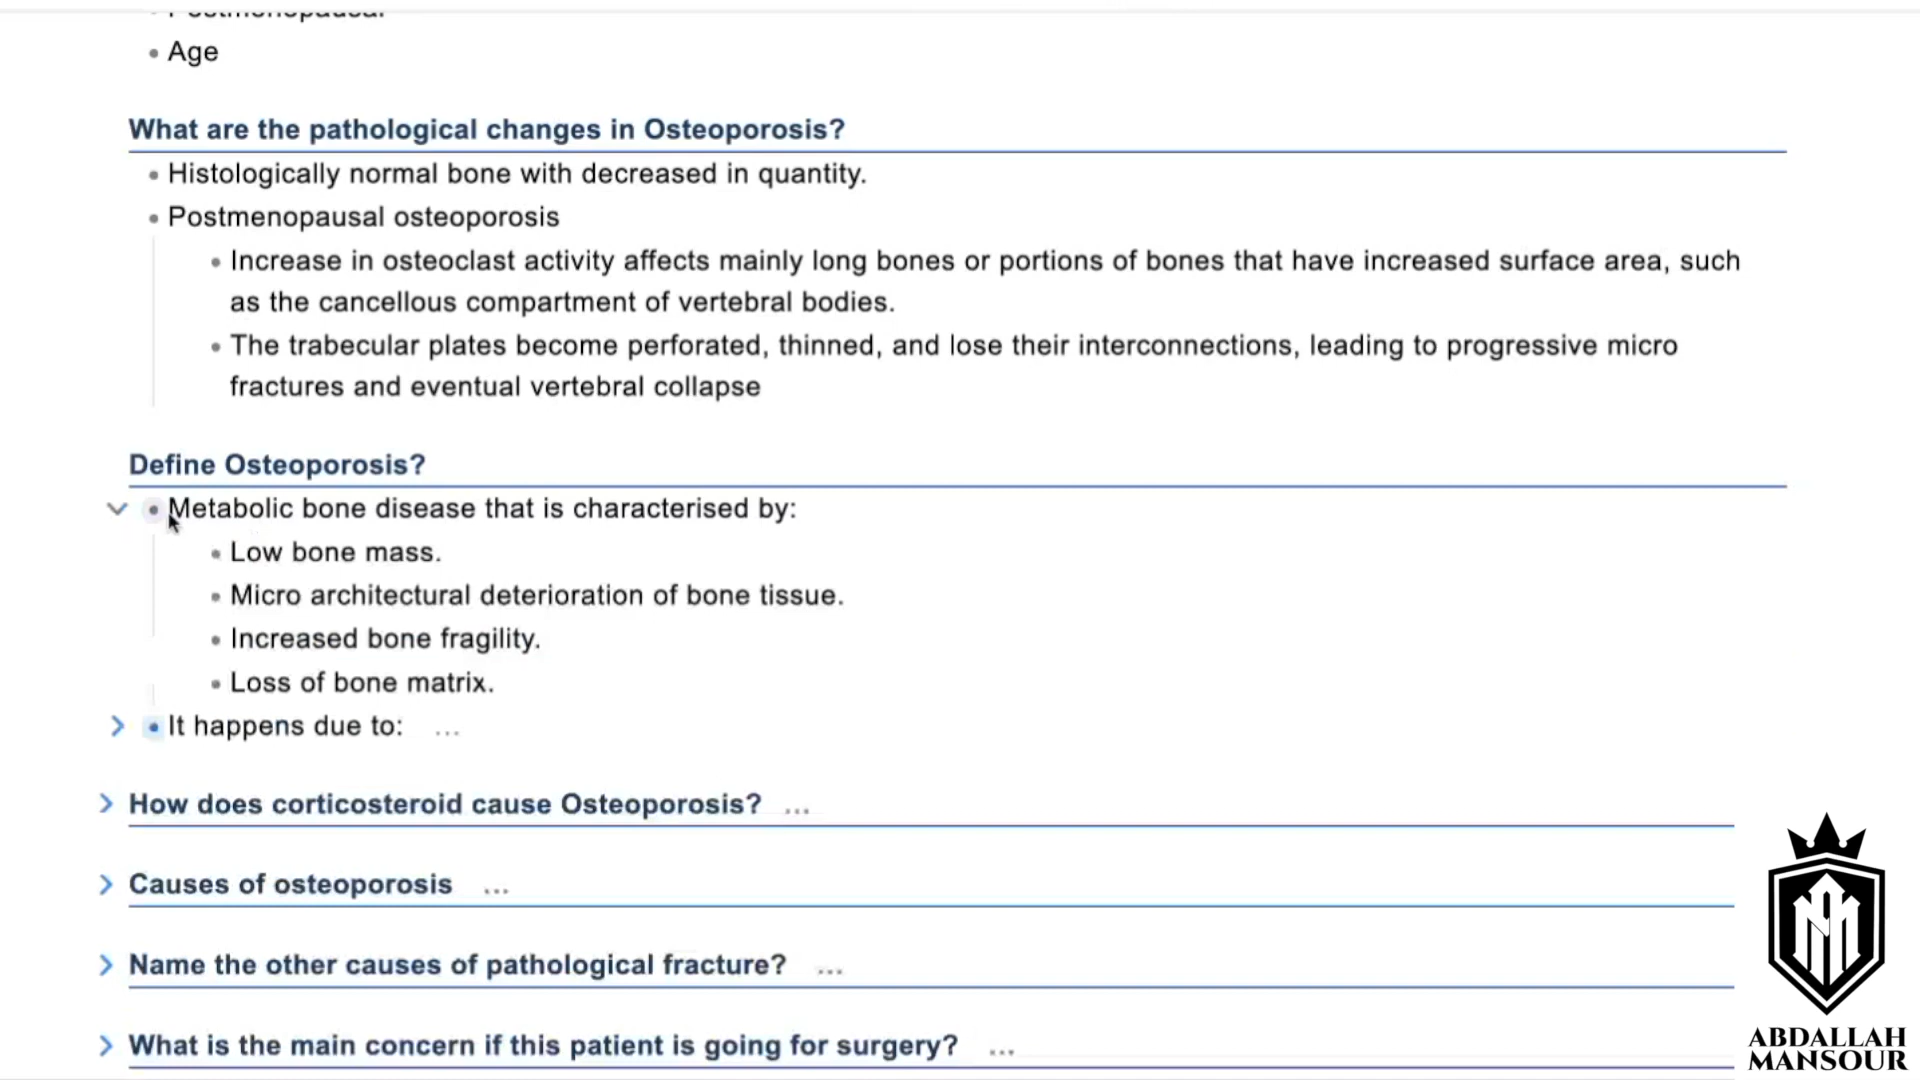 Postmenopausal
Age
What are the pathological changes in Osteoporosis?
Histologically normal bone with decreased in quantity.
Postmenopausal osteoporosis
Increase in osteoclast activity affects mainly long bones or portions of bones that have increased surface area, such
as the cancellous compartment of vertebral bodies.
The trabecular plates become perforated, thinned, and lose their interconnections, leading to progressive micro
fractures and eventual vertebral collapse
Define Osteoporosis?
Metabolic bone disease that is characterised by:
Low bone mass.
Micro architectural deterioration of bone tissue.
Increased bone fragility.
Loss of bone matrix.
It happens due to: ...
How does corticosteroid cause Osteoporosis? ...
Causes of osteoporosis ...
Name the other causes of pathological fracture? ...
What is the main concern if this patient is going for surgery? ...
ABDALLAH
MANSOUR